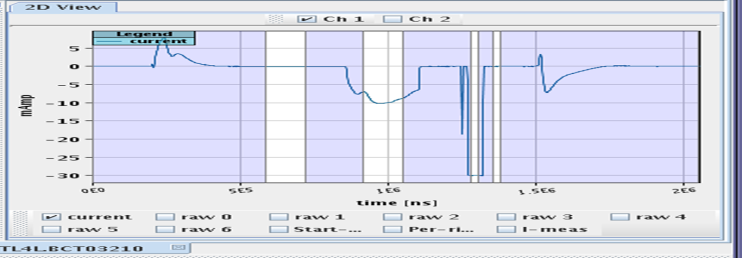 2D View
Ch 1 Ch 2
Legend
current
5
0
-5
-10
-15
-20
-25
-30
mAmp
0E0 5E5 1E6 1.5E6 2E6
time [ns]
current raw 0 raw 1 raw 2 raw 3 raw 4
raw 5 raw 6 Start-... Per-ri... I-meas
TL4L.BCT03210